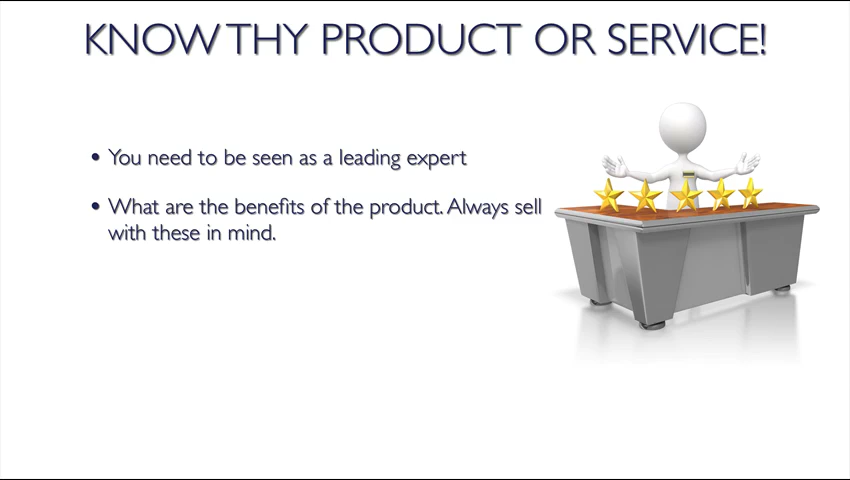 KNOW THY PRODUCT OR SERVICE!
• You need to be seen as a leading expert
• What are the benefits of the product. Always sell
with these in mind.